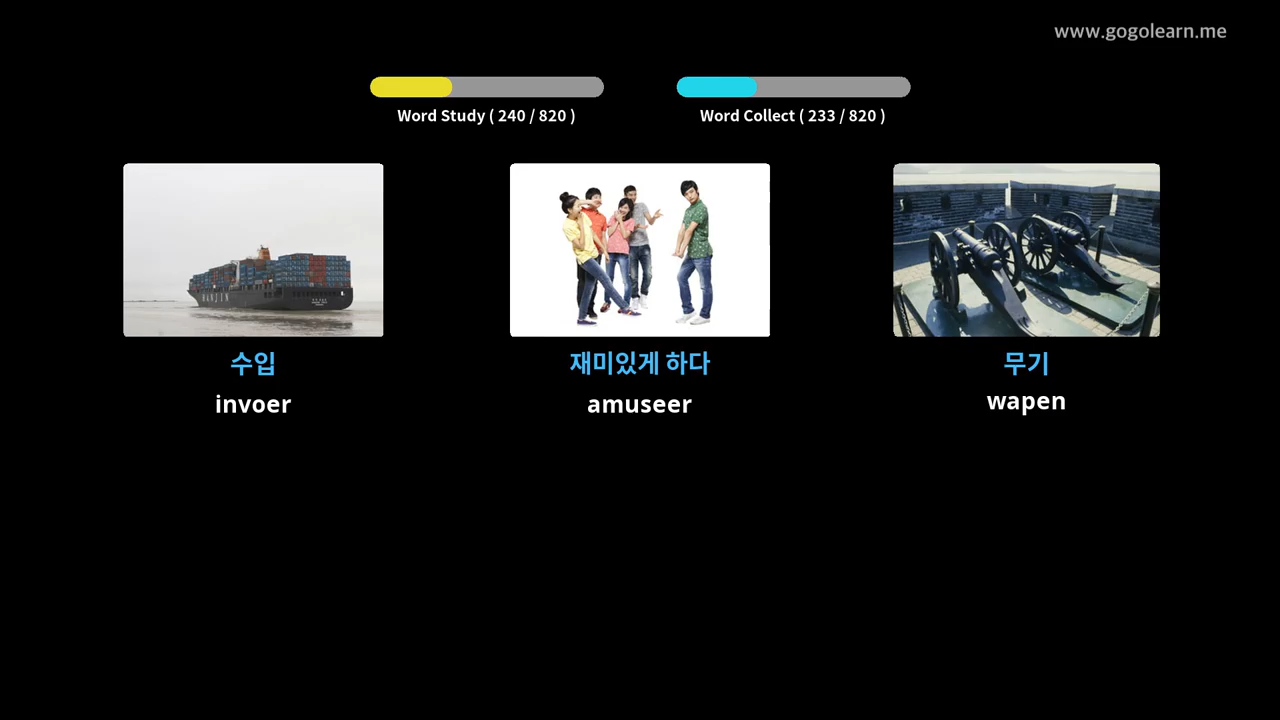 www.gogolearn.me
Word Study ( 240 / 820 )
Word Collect ( 233 / 820 )
HANJIN
수입
재미있게 하다
무기
invoer
amuseer
wapen